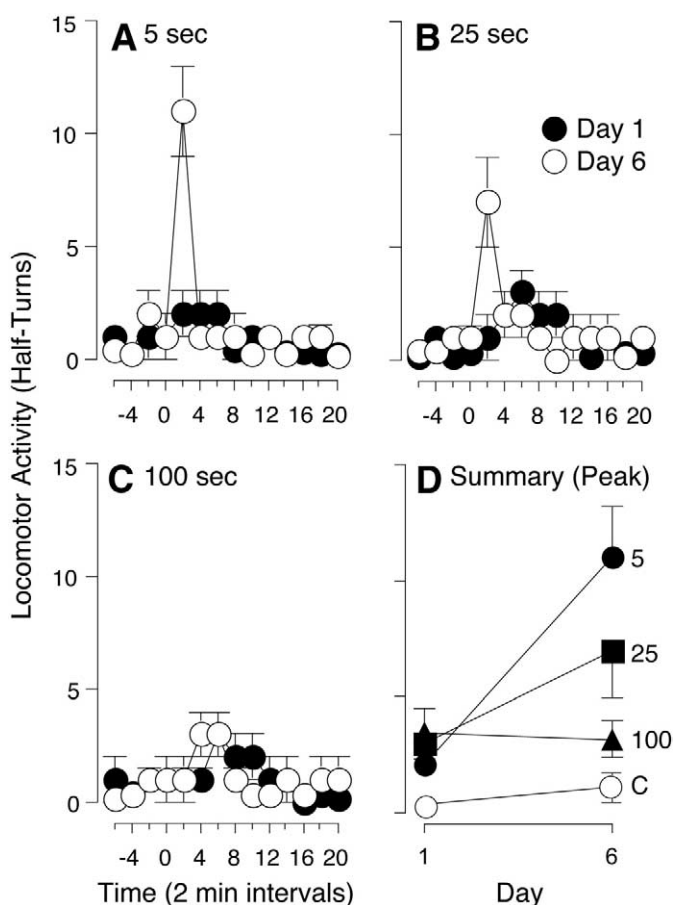 Locomotor Activity (Half-Turns)
A 5 sec
15
10
5
0
-4 0 4 8 12 16 20
B 25 sec
Day 1
Day 6
-4 0 4 8 12 16 20
C 100 sec
15
10
5
0
-4 0 4 8 12 16 20
Time (2 min intervals)
D Summary (Peak)
5
25
100
C
1 6
Day